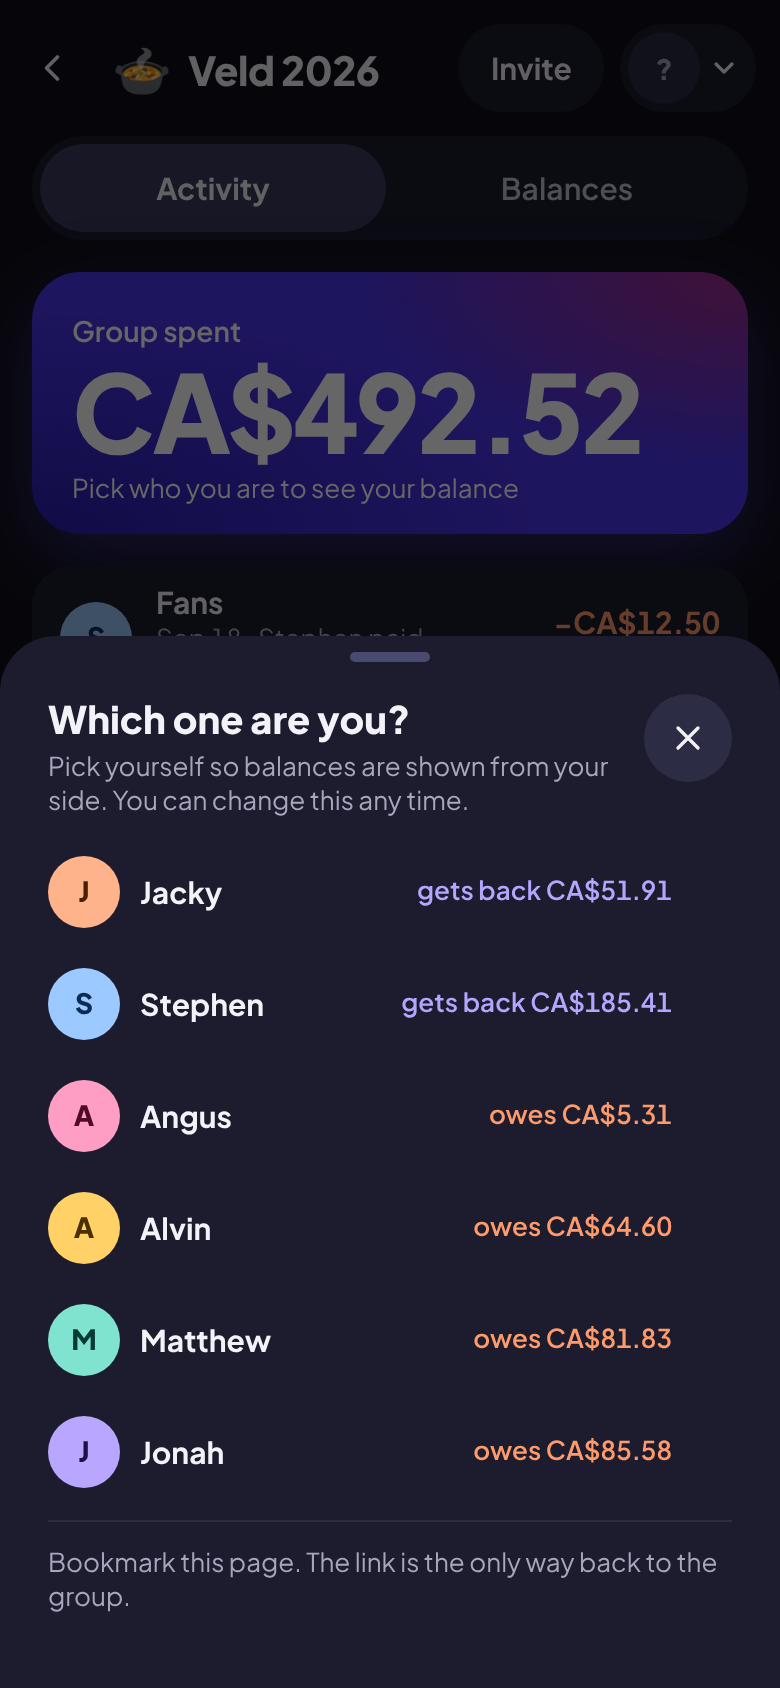 Veld 2026
Invite
?
Activity
Balances
Group spent
CA$492.52
Pick who you are to see your balance
Fans
S
Sep 18 · Stephen paid
−CA$12.50
Which one are you?
Pick yourself so balances are shown from your
side. You can change this any time.
J
Jacky
gets back CA$51.91
S
Stephen
gets back CA$185.41
A
Angus
owes CA$5.31
A
Alvin
owes CA$64.60
M
Matthew
owes CA$81.83
J
Jonah
owes CA$85.58
Bookmark this page. The link is the only way back to the
group.